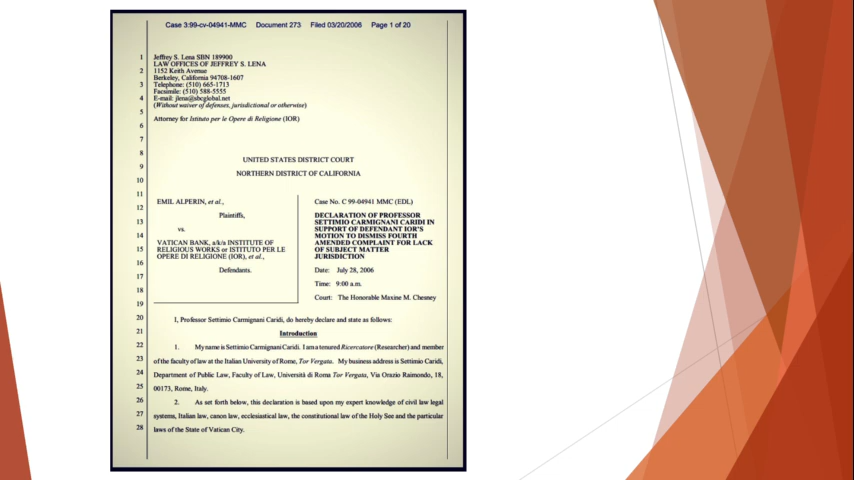 Case 3:99-cv-04941-MMC Document 273 Filed 03/20/2006 Page 1 of 20
1 Jeffrey S. Lena SBN 189900
LAW OFFICES OF JEFFREY S. LENA
2 1152 Keith Avenue
Berkeley, California 94708-1607
3 Telephone: (510) 665-1713
Facsimile: (510) 588-5555
4 E-mail: jlena@sbcglobal.net
(Without waiver of defenses, jurisdictional or otherwise)
5
Attorney for Istituto per le Opere di Religione (IOR)
6
7
8
UNITED STATES DISTRICT COURT
9
NORTHERN DISTRICT OF CALIFORNIA
10
11
EMIL ALPERIN, et al.,
12
Plaintiffs,
13
vs.
14
VATICAN BANK, a/k/a INSTITUTE OF
15 RELIGIOUS WORKS or ISTITUTO PER LE
OPERE DI RELIGIONE (IOR), et al.,
16
Defendants.
17
18
19
Case No. C 99-04941 MMC (EDL)
DECLARATION OF PROFESSOR
SETTIMIO CARMIGNANI CARIDI IN
SUPPORT OF DEFENDANT IOR'S
MOTION TO DISMISS FOURTH
AMENDED COMPLAINT FOR LACK
OF SUBJECT MATTER
JURISDICTION
Date: July 28, 2006
Time: 9:00 a.m.
Court: The Honorable Maxine M. Chesney
20 I, Professor Settimio Carmignani Caridi, do hereby declare and state as follows:
21 Introduction
22 1. My name is Settimio Carmignani Caridi. I am a tenured Ricercatore (Researcher) and member
23 of the faculty of law at the Italian University of Rome, Tor Vergata. My business address is Settimio Caridi,
24 Department of Public Law, Faculty of Law, Università di Roma Tor Vergata, Via Orazio Raimondo, 18,
25 00173, Rome, Italy.
26 2. As set forth below, this declaration is based upon my expert knowledge of civil law legal
27 systems, Italian law, canon law, ecclesiastical law, the constitutional law of the Holy See and the particular
28 laws of the State of Vatican City.